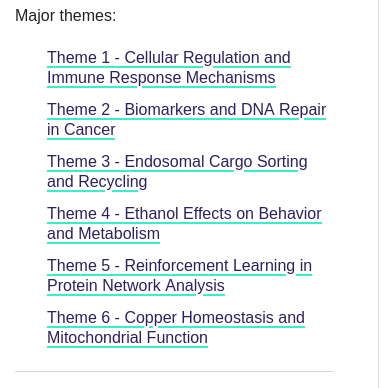 Major themes:
Theme 1 - Cellular Regulation and
Immune Response Mechanisms
Theme 2 - Biomarkers and DNA Repair
in Cancer
Theme 3 - Endosomal Cargo Sorting
and Recycling
Theme 4 - Ethanol Effects on Behavior
and Metabolism
Theme 5 - Reinforcement Learning in
Protein Network Analysis
Theme 6 - Copper Homeostasis and
Mitochondrial Function